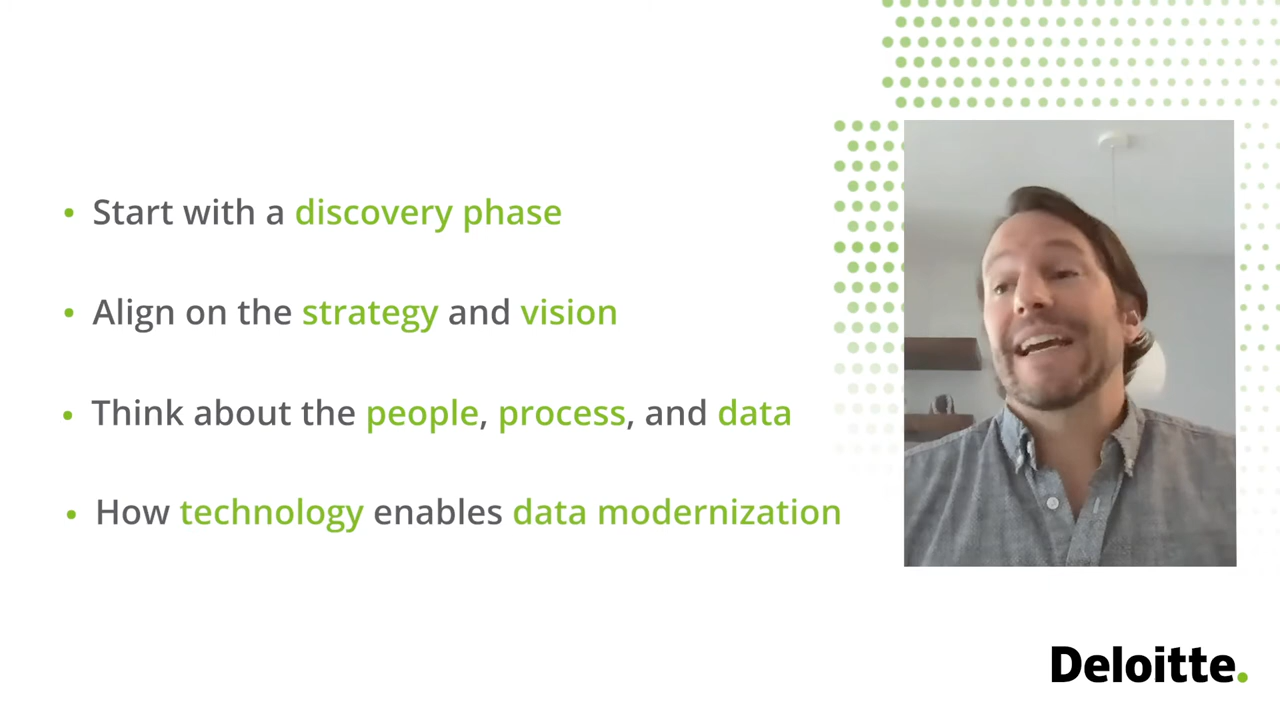 • Start with a discovery phase
• Align on the strategy and vision
• Think about the people, process, and data
• How technology enables data modernization
Deloitte.